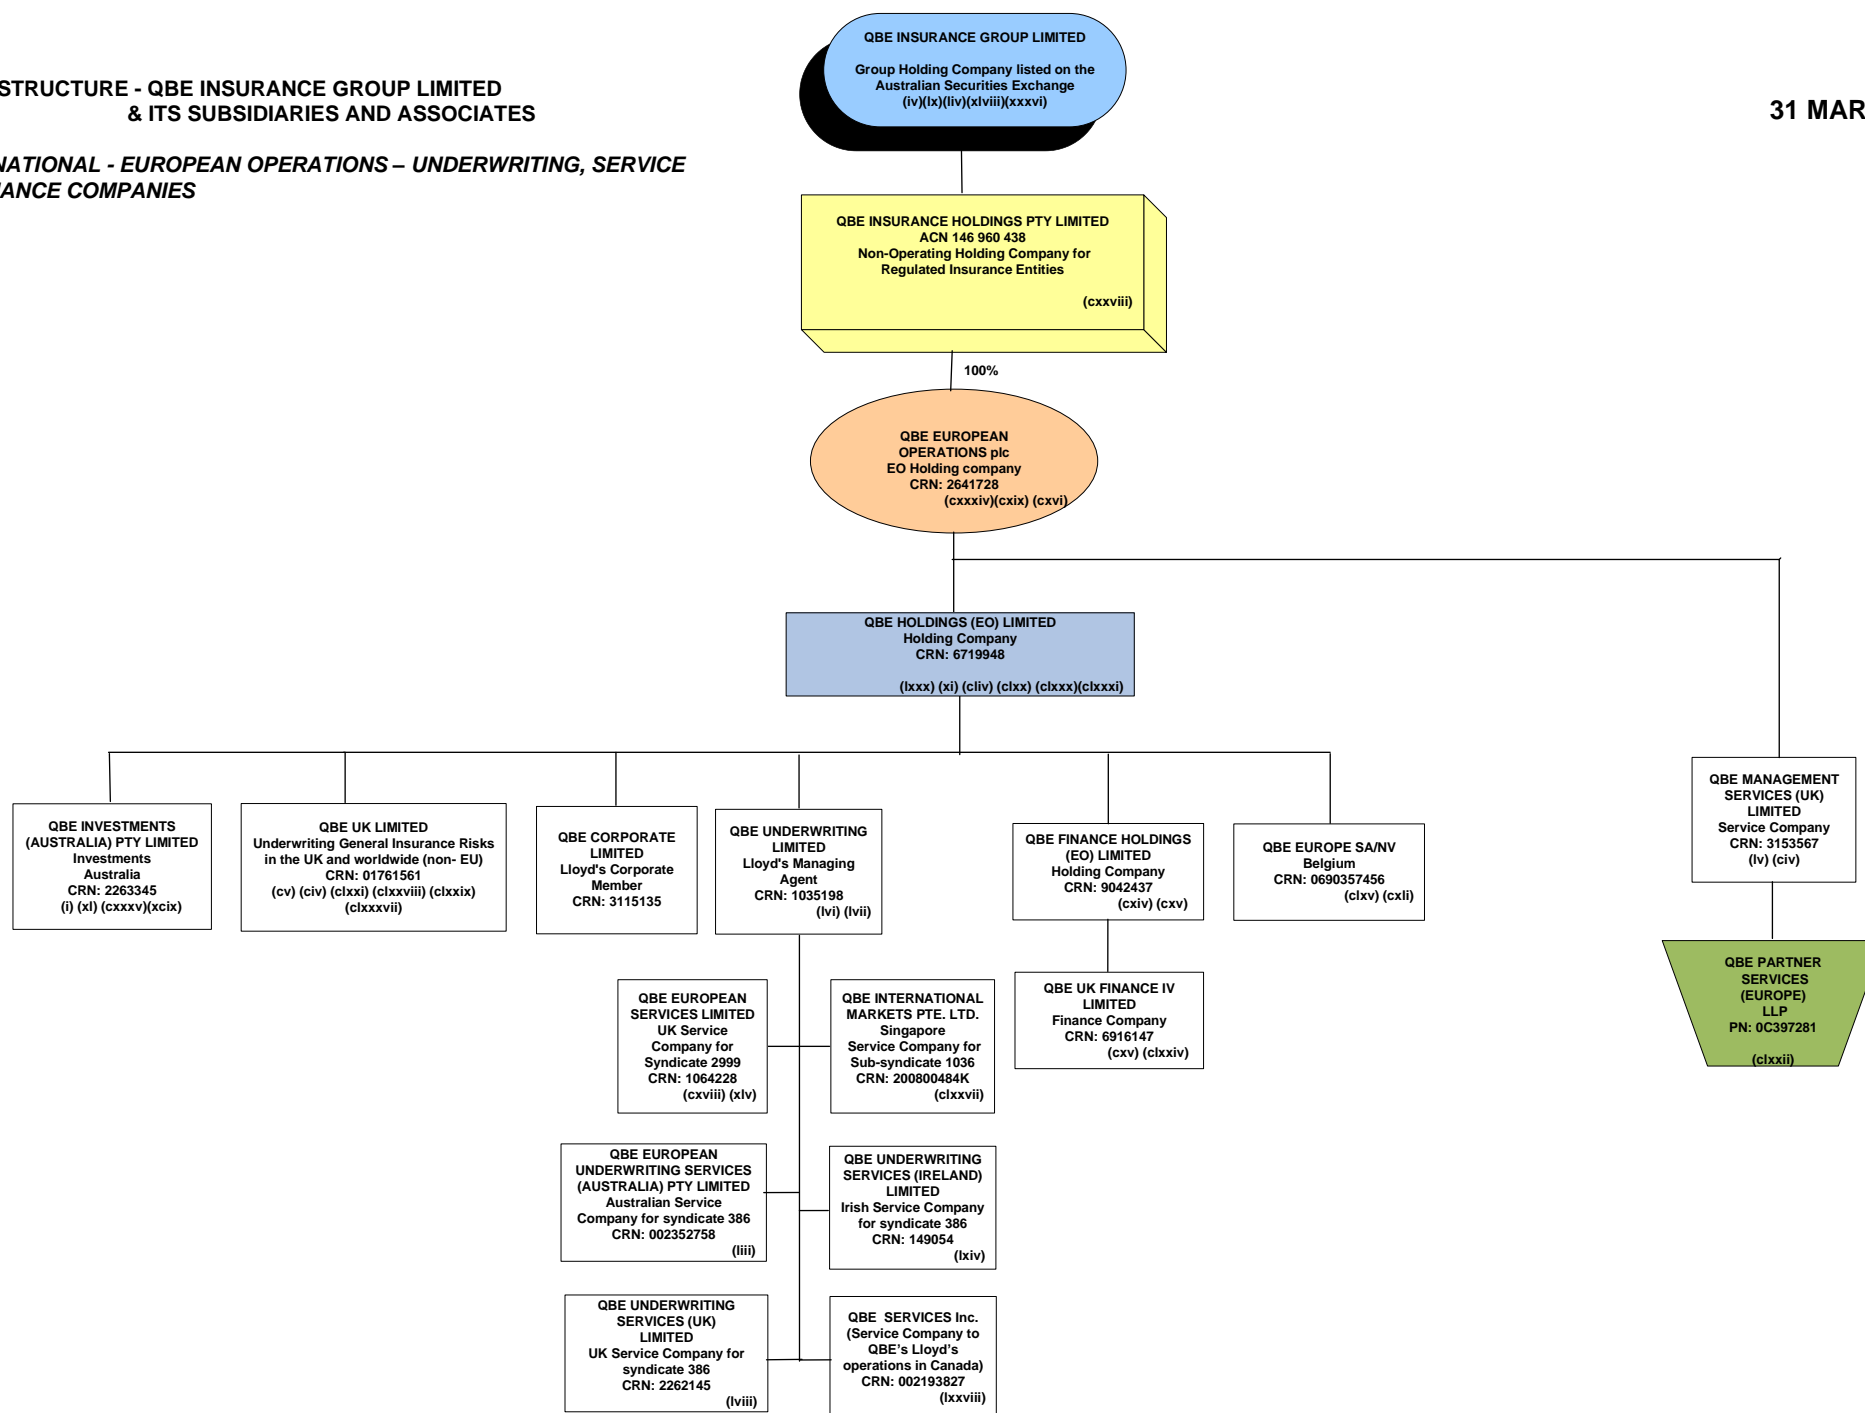 QBE INSURANCE GROUP LIMITED
Group Holding Company listed on the
Australian Securities Exchange
(iv)(lx)(liv)(xlviii)(xxxvi)
STRUCTURE - QBE INSURANCE GROUP LIMITED
& ITS SUBSIDIARIES AND ASSOCIATES
31 MAR
NATIONAL - EUROPEAN OPERATIONS – UNDERWRITING, SERVICE
NANCE COMPANIES
QBE INSURANCE HOLDINGS PTY LIMITED
ACN 146 960 438
Non-Operating Holding Company for
Regulated Insurance Entities
(cxxviii)
100%
QBE EUROPEAN
OPERATIONS plc
EO Holding company
CRN: 2641728
(cxxxiv)(cxix) (cxvi)
QBE HOLDINGS (EO) LIMITED
Holding Company
CRN: 6719948
(lxxx) (xi) (cliv) (clxx) (clxxx)(clxxxi)
QBE INVESTMENTS
(AUSTRALIA) PTY LIMITED
Investments
Australia
CRN: 2263345
(i) (xl) (cxxxv)(xcix)
QBE UK LIMITED
Underwriting General Insurance Risks
in the UK and worldwide (non- EU)
CRN: 01761561
(cv) (civ) (clxxi) (clxxviii) (clxxix)
(clxxxvii)
QBE CORPORATE
LIMITED
Lloyd's Corporate
Member
CRN: 3115135
QBE UNDERWRITING
LIMITED
Lloyd's Managing
Agent
CRN: 1035198
(lvi) (lvii)
QBE FINANCE HOLDINGS
(EO) LIMITED
Holding Company
CRN: 9042437
(cxiv) (cxv)
QBE EUROPE SA/NV
Belgium
CRN: 0690357456
(clxv) (cxli)
QBE MANAGEMENT
SERVICES (UK)
LIMITED
Service Company
CRN: 3153567
(lv) (civ)
QBE EUROPEAN
SERVICES LIMITED
UK Service
Company for
Syndicate 2999
CRN: 1064228
(cxviii) (xlv)
QBE INTERNATIONAL
MARKETS PTE. LTD.
Singapore
Service Company for
Sub-syndicate 1036
CRN: 200800484K
(clxxvii)
QBE UK FINANCE IV
LIMITED
Finance Company
CRN: 6916147
(cxv) (clxxiv)
QBE PARTNER
SERVICES
(EUROPE)
LLP
PN: 0C397281
(clxxii)
QBE EUROPEAN
UNDERWRITING SERVICES
(AUSTRALIA) PTY LIMITED
Australian Service
Company for syndicate 386
CRN: 002352758
(liii)
QBE UNDERWRITING
SERVICES (IRELAND)
LIMITED
Irish Service Company
for syndicate 386
CRN: 149054
(lxiv)
QBE UNDERWRITING
SERVICES (UK)
LIMITED
UK Service Company for
syndicate 386
CRN: 2262145
(lviii)
QBE SERVICES Inc.
(Service Company to
QBE's Lloyd's
operations in Canada)
CRN: 002193827
(lxxviii)